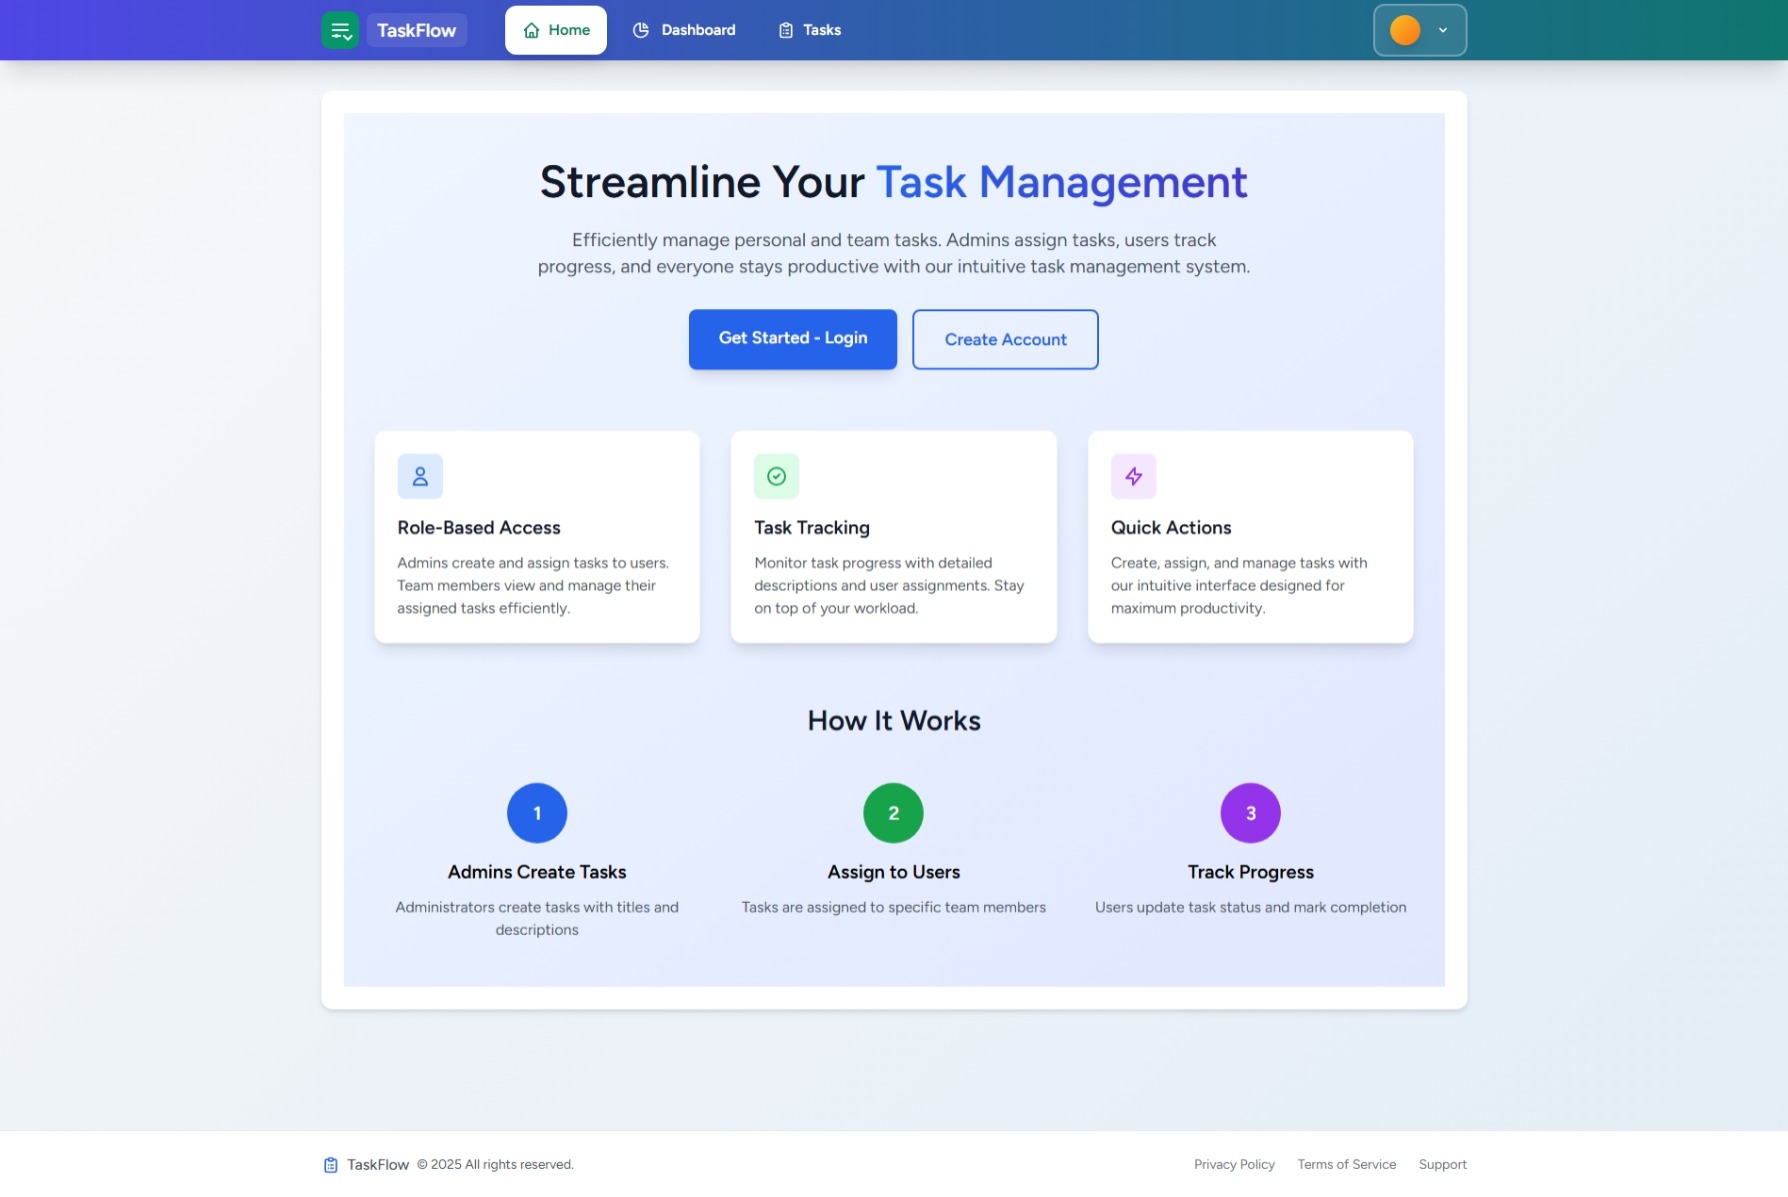 TaskFlow
Home
Dashboard
Tasks
Streamline Your Task Management
Efficiently manage personal and team tasks. Admins assign tasks, users track
progress, and everyone stays productive with our intuitive task management system.
Get Started - Login
Create Account
Role-Based Access
Admins create and assign tasks to users.
Team members view and manage their
assigned tasks efficiently.
Task Tracking
Monitor task progress with detailed
descriptions and user assignments. Stay
on top of your workload.
Quick Actions
Create, assign, and manage tasks with
our intuitive interface designed for
maximum productivity.
How It Works
1
Admins Create Tasks
Administrators create tasks with titles and
descriptions
2
Assign to Users
Tasks are assigned to specific team members
3
Track Progress
Users update task status and mark completion
TaskFlow © 2025 All rights reserved.
Privacy Policy
Terms of Service
Support